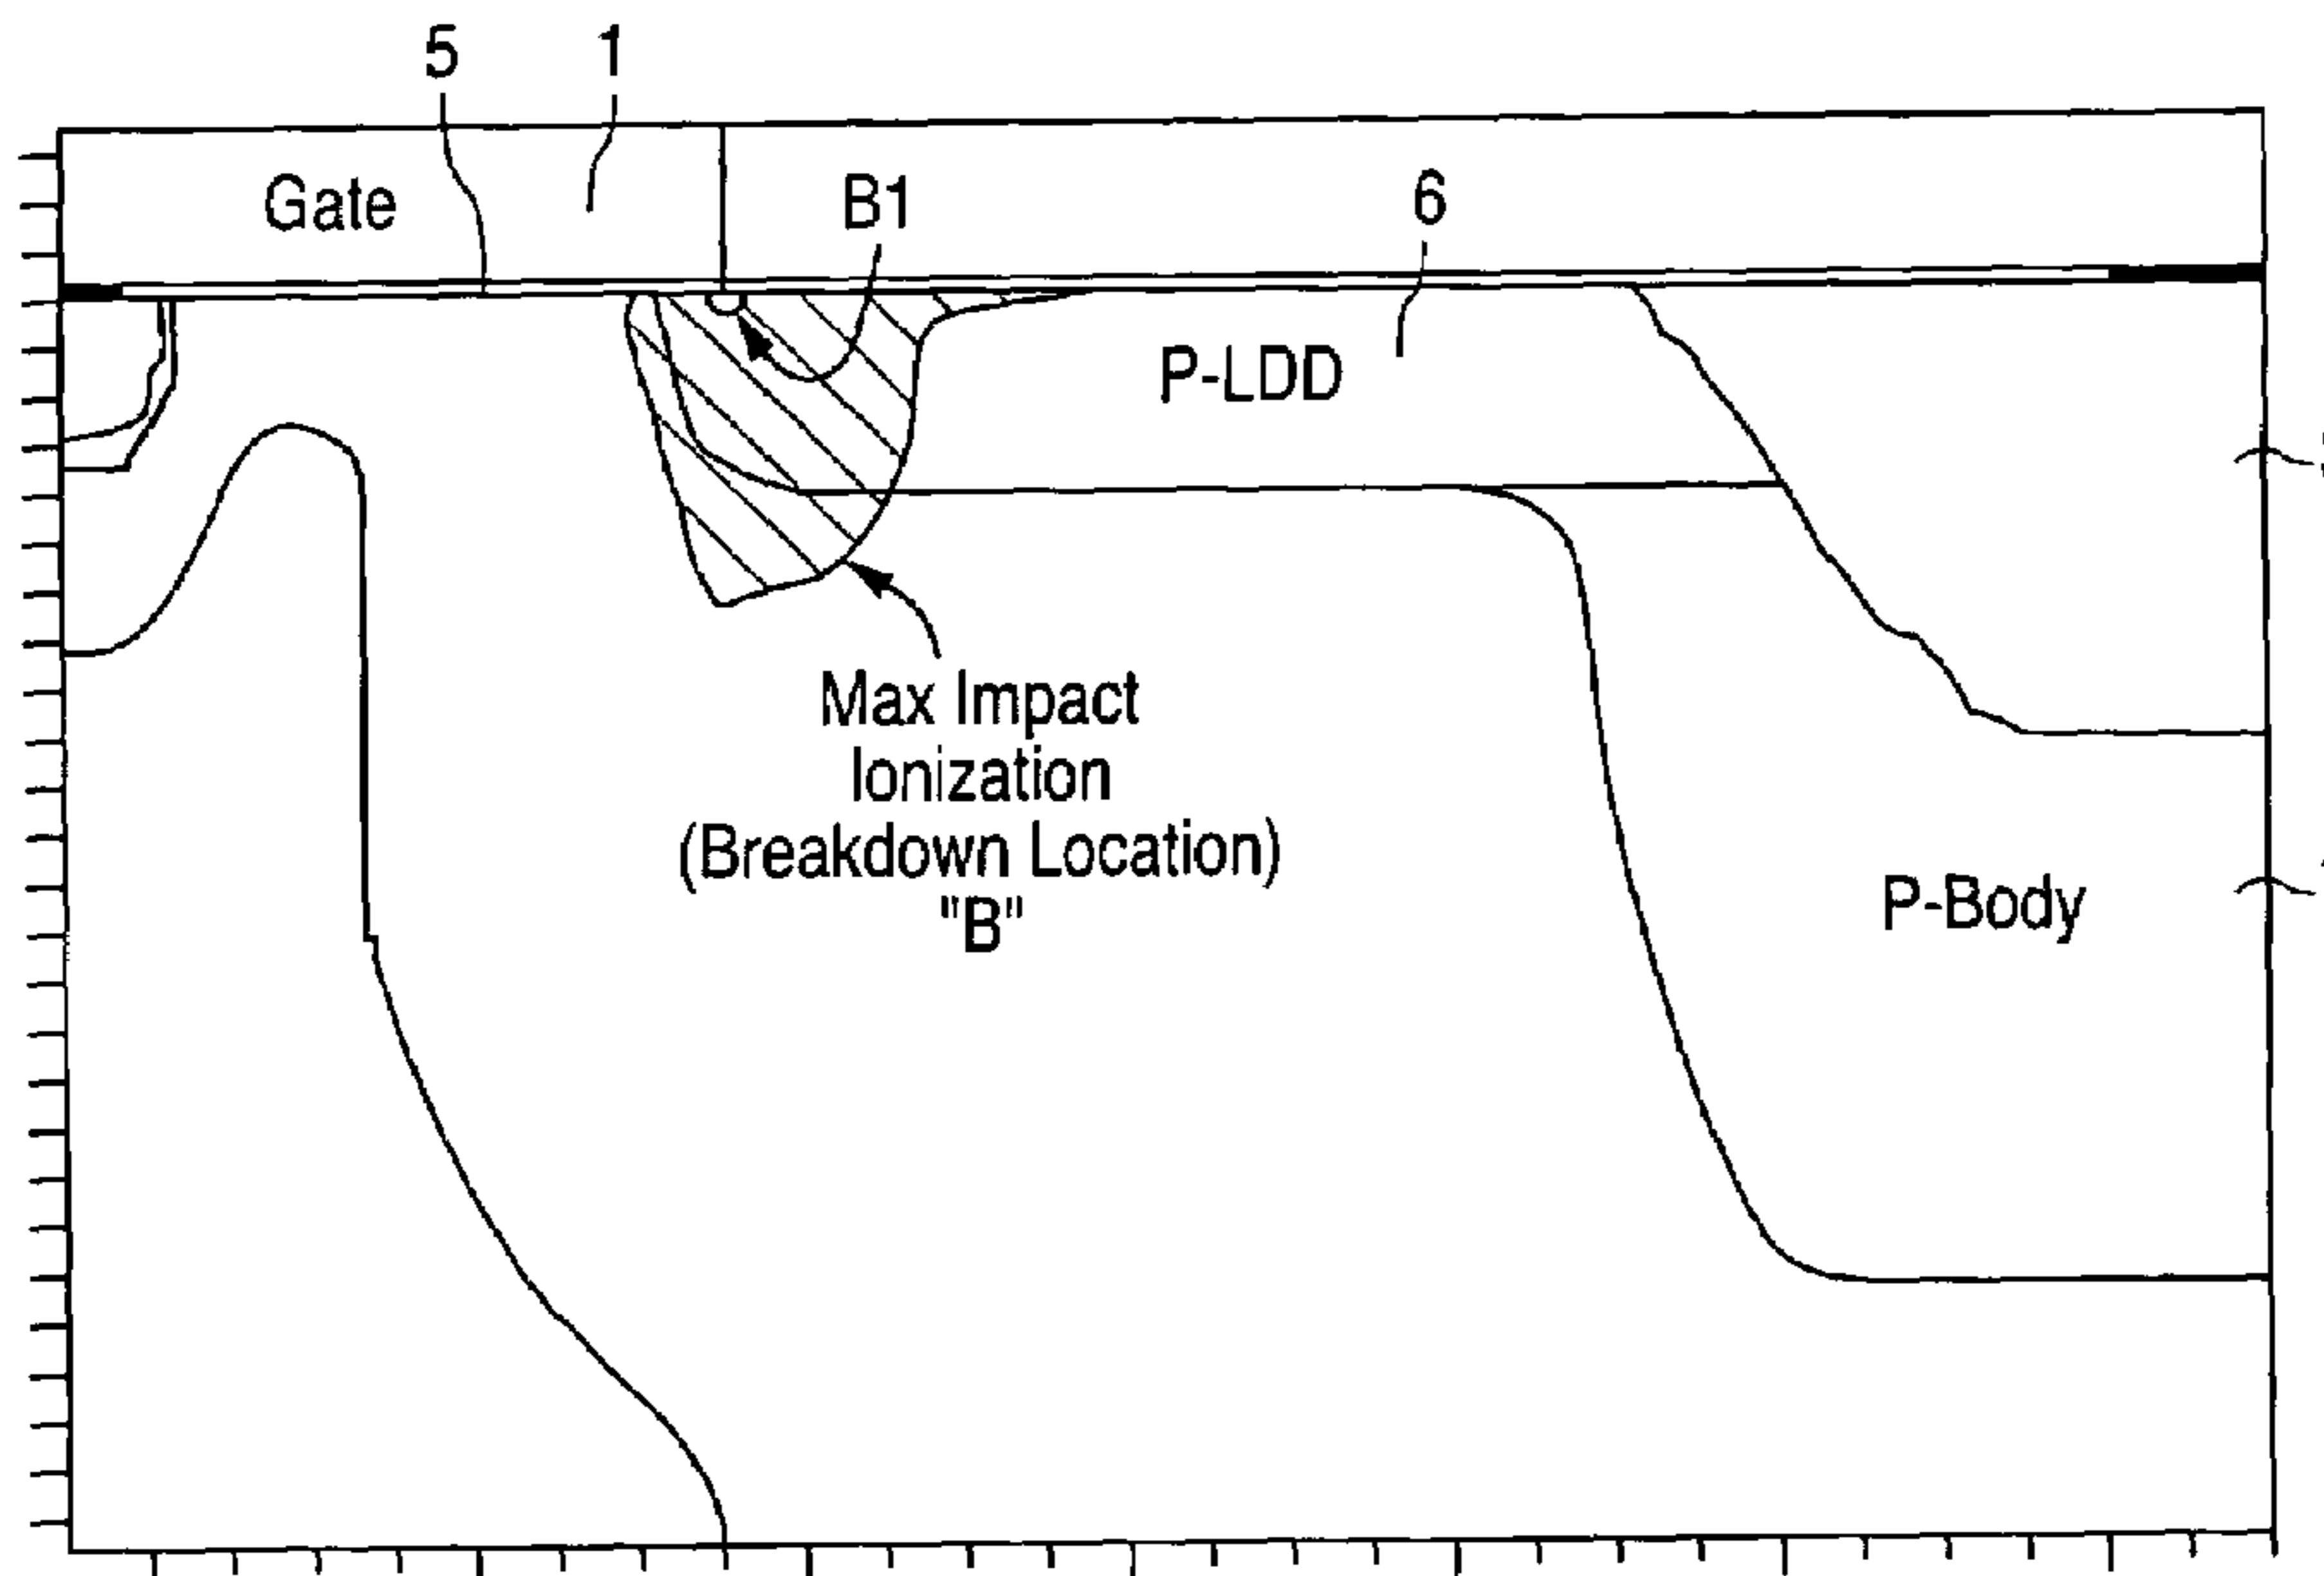 5
1
Gate
B1
6
P-LDD
Max Impact
Ionization
(Breakdown Location)
"B"
P-Body